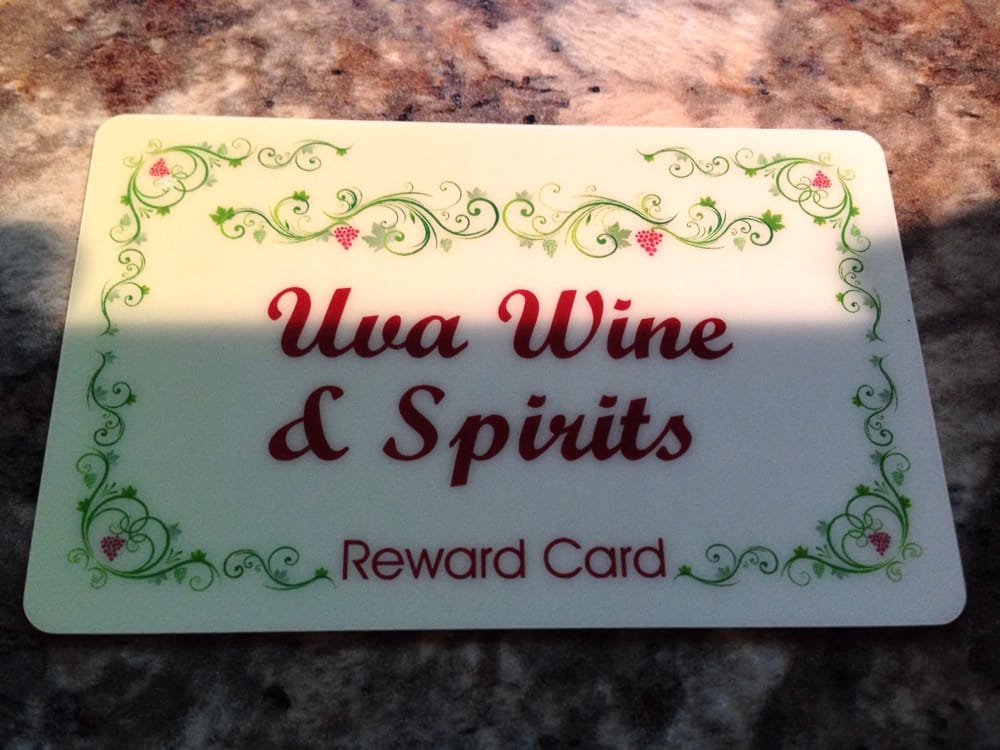 Uva Wine
& Spirits
Reward Card